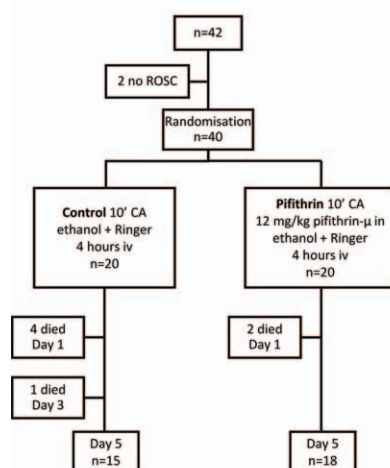 n=42
2 no ROSC
Randomisation
n=40
Control 10' CA
ethanol + Ringer
4 hours iv
n=20
Pifithrin 10' CA
12 mg/kg pifithrin-μ in
ethanol + Ringer
4 hours iv
n=20
4 died
Day 1
2 died
Day 1
1 died
Day 3
Day 5
n=15
Day 5
n=18